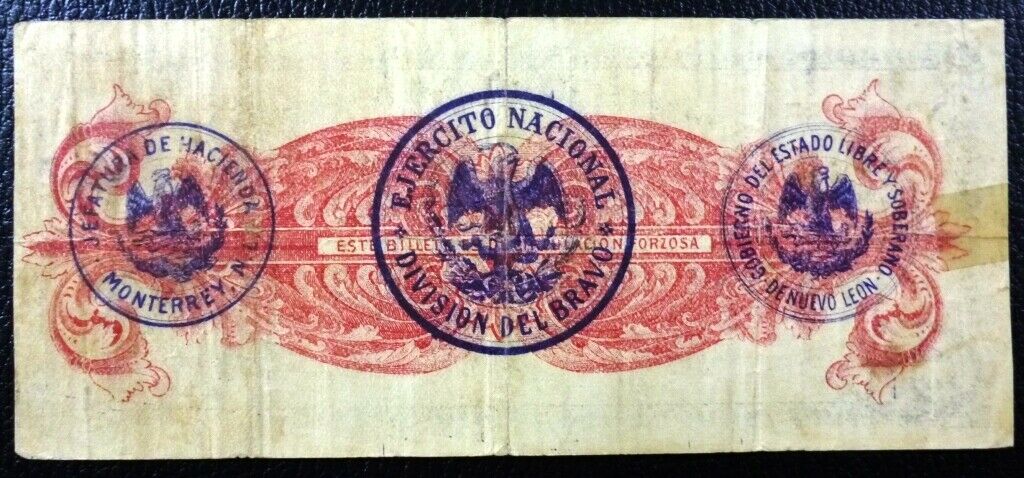 JEFATURA DE HACIENDA
MONTERREY, N. L.
EJERCITO NACIONAL
* DIVISION DEL BRAVO *
GOBIERNO DEL ESTADO LIBRE Y SOBERANO
DE NUEVO LEON
ESTE BILLETE FORZOSA